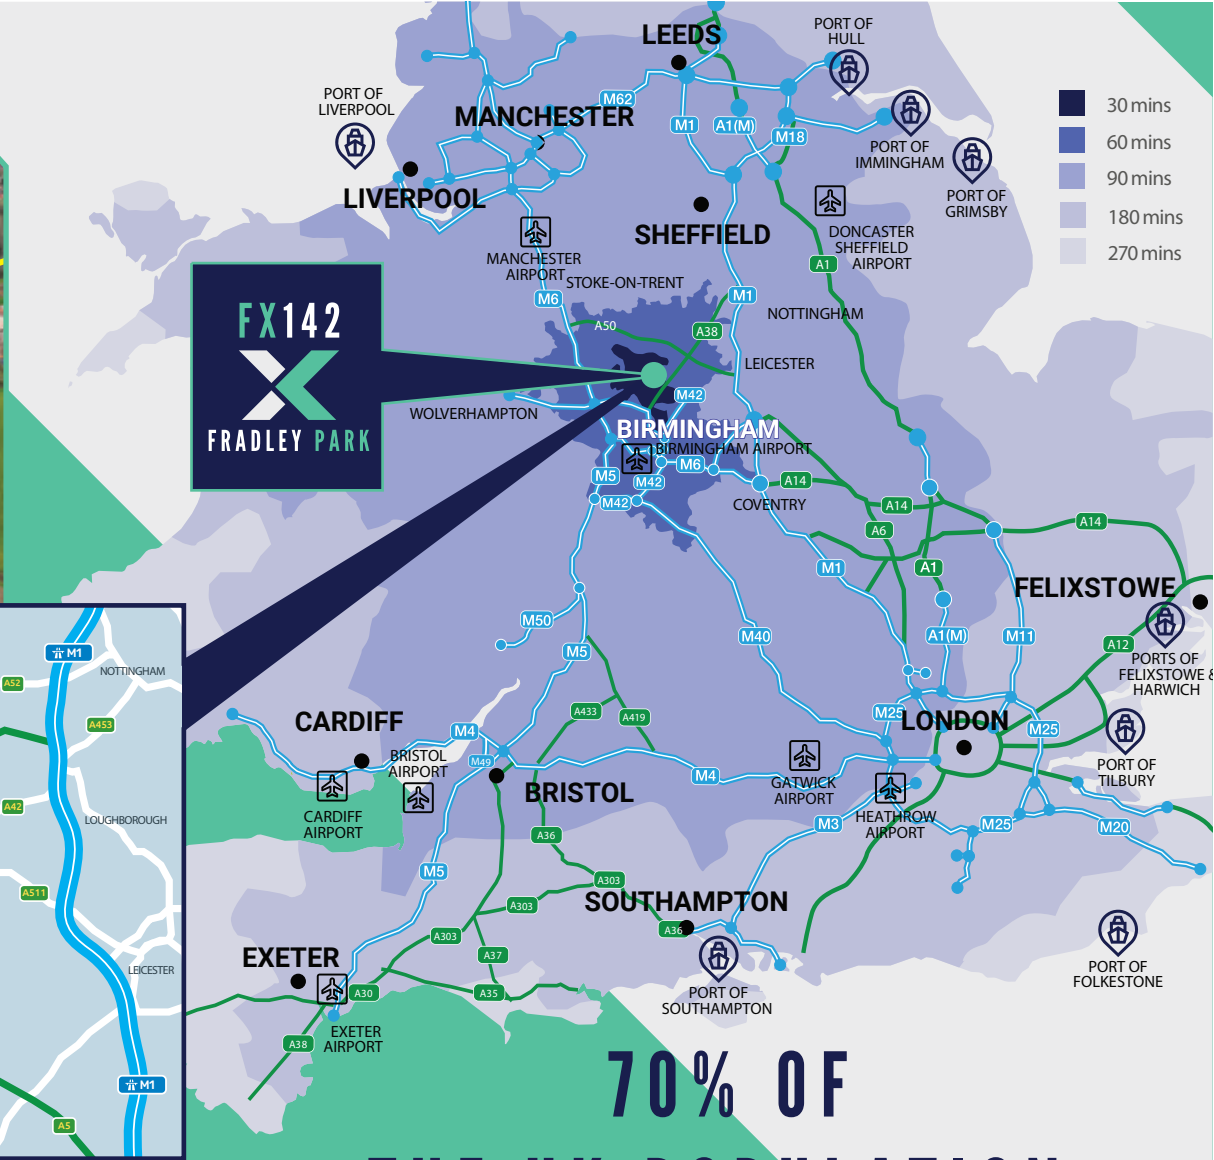 LEEDS
PORT OF
HULL
PORT OF
LIVERPOOL
M62
MANCHESTER
M1
A1(M)
M18
PORT OF
IMMINGHAM
LIVERPOOL
PORT OF
GRIMSBY
30 mins
60 mins
90 mins
180 mins
270 mins
SHEFFIELD
DONCASTER
SHEFFIELD
AIRPORT
MANCHESTER
AIRPORT
A1
STOKE-ON-TRENT
M6
M1
NOTTINGHAM
A50
A38
FX142
FRADLEY PARK
LEICESTER
M42
WOLVERHAMPTON
BIRMINGHAM
BIRMINGHAM AIRPORT
M6
M5
M42
M42
COVENTRY
A14
A14
A14
A6
M1
A1
FELIXSTOWE
M50
M40
A1(M)
M11
A12
M5
PORTS OF
FELIXSTOWE &
HARWICH
A433
A419
M25
LONDON
M25
CARDIFF
M4
M49
BRISTOL
AIRPORT
M4
GATWICK
AIRPORT
PORT OF
TILBURY
BRISTOL
CARDIFF
AIRPORT
HEATHROW
AIRPORT
M3
M25
M20
A36
M5
A303
SOUTHAMPTON
A303
A36
A303
EXETER
A37
PORT OF
FOLKESTONE
A30
A35
PORT OF
SOUTHAMPTON
EXETER
AIRPORT
A38
M1
NOTTINGHAM
A52
A453
A42
LOUGHBOROUGH
A511
LEICESTER
M1
A5
70% OF
THE UK POPULATION